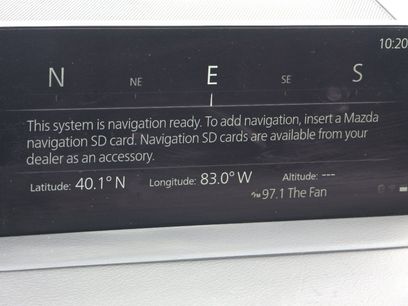 10:20
N NE E SE S
This system is navigation ready. To add navigation, insert a Mazda
navigation SD card. Navigation SD cards are available from your
dealer as an accessory.
Latitude: 40.1° N Longitude: 83.0° W Altitude: ---
FM 97.1 The Fan